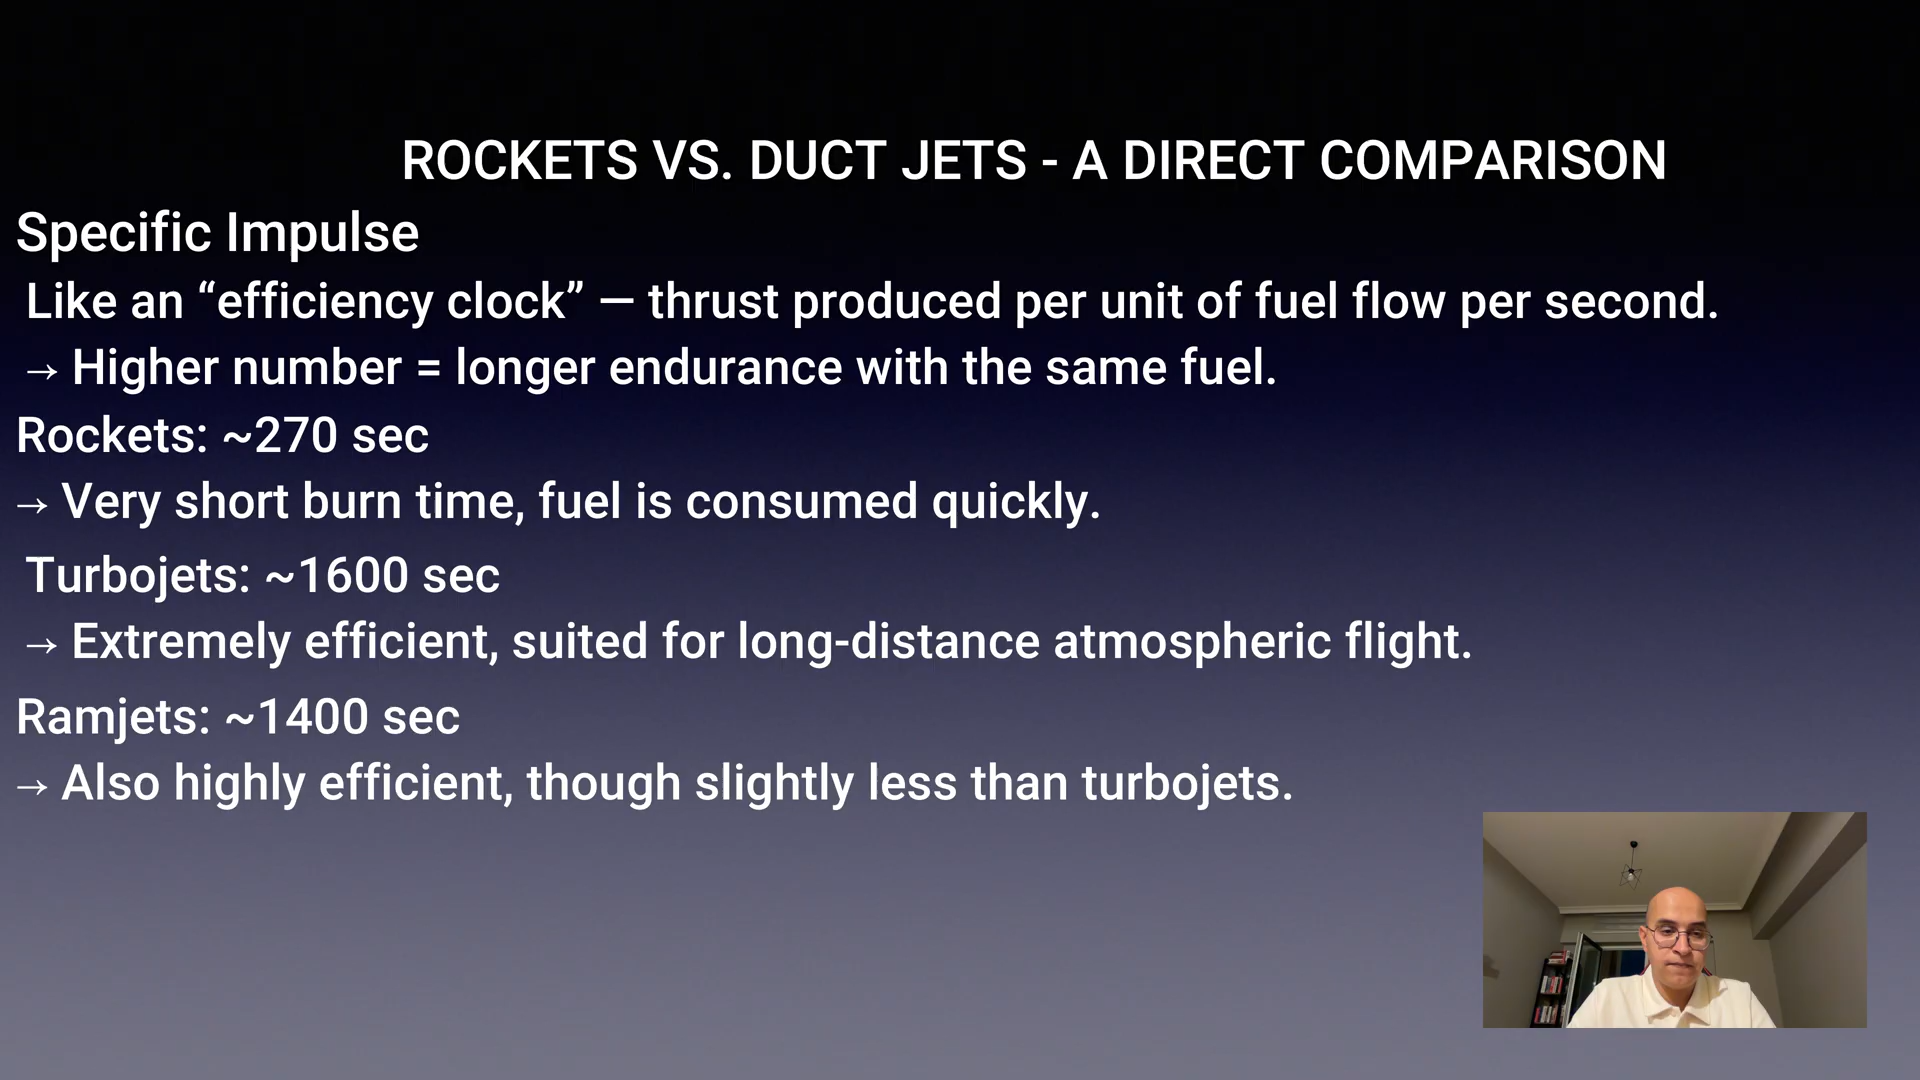 ROCKETS VS. DUCT JETS - A DIRECT COMPARISON
Specific Impulse
Like an “efficiency clock” — thrust produced per unit of fuel flow per second.
→ Higher number = longer endurance with the same fuel.
Rockets: ~270 sec
→ Very short burn time, fuel is consumed quickly.
Turbojets: ~1600 sec
→ Extremely efficient, suited for long-distance atmospheric flight.
Ramjets: ~1400 sec
→ Also highly efficient, though slightly less than turbojets.